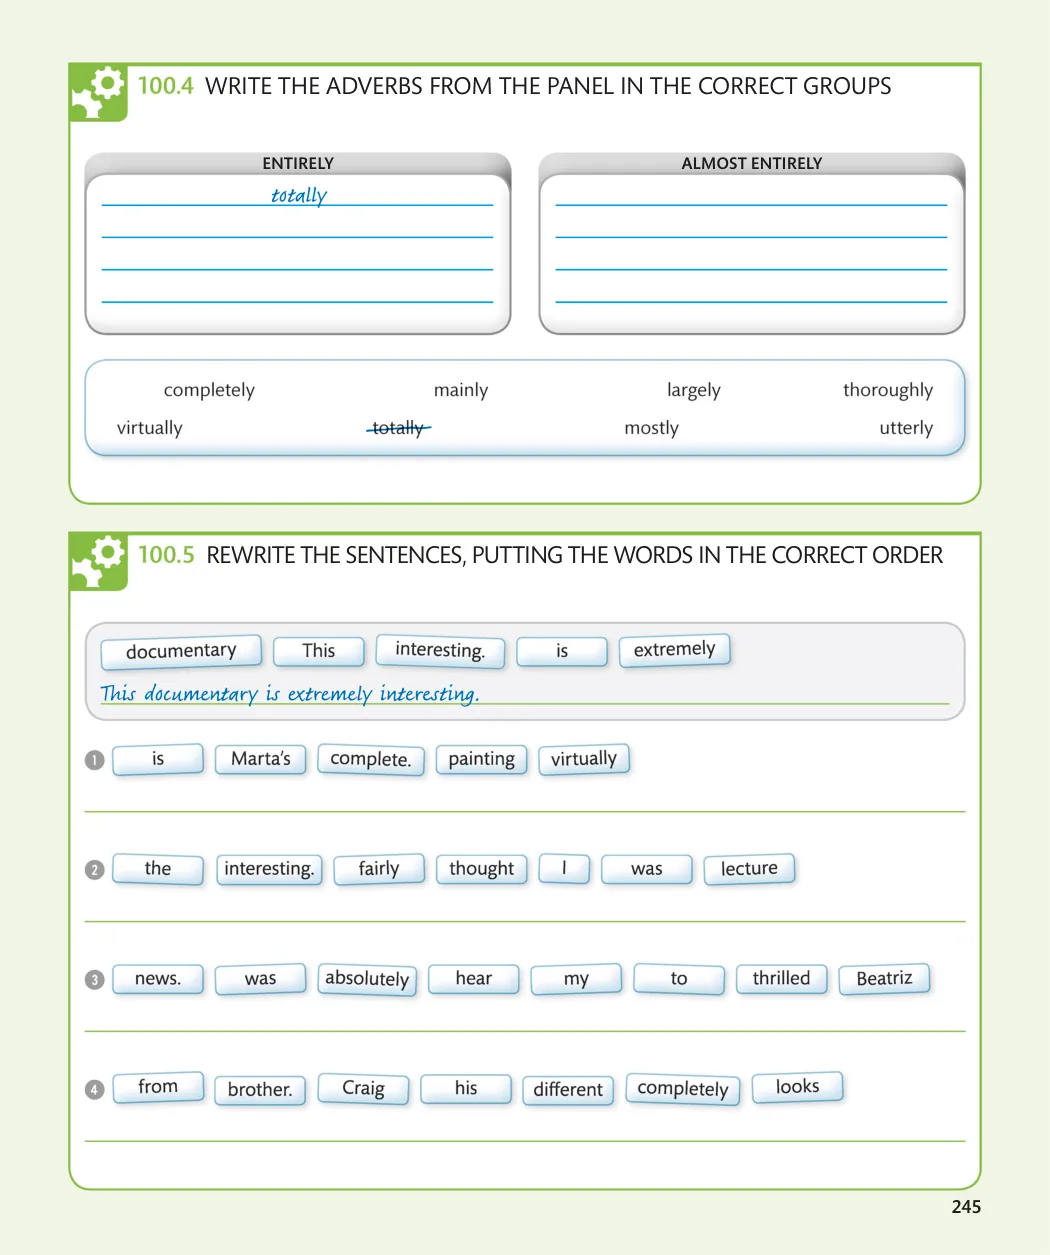 100.4 WRITE THE ADVERBS FROM THE PANEL IN THE CORRECT GROUPS
ENTIRELY
totally
ALMOST ENTIRELY
completely mainly largely thoroughly
virtually totally mostly utterly
100.5 REWRITE THE SENTENCES, PUTTING THE WORDS IN THE CORRECT ORDER
documentary This interesting. is extremely
This documentary is extremely interesting.
1 is Marta's complete. painting virtually
2 the interesting. fairly thought I was lecture
3 news. was absolutely hear my to thrilled Beatriz
4 from brother. Craig his different completely looks
245